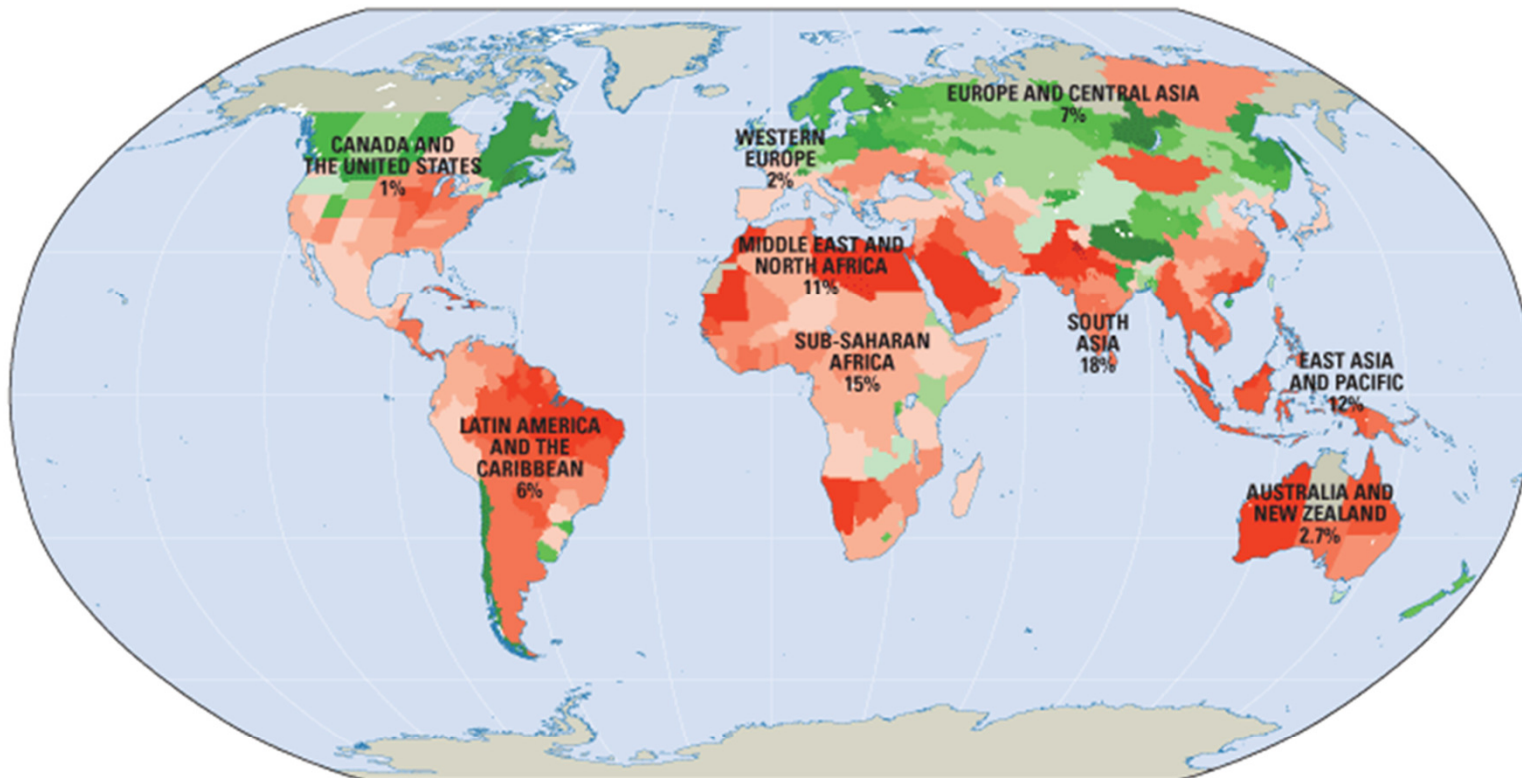 CANADA AND
THE UNITED STATES
1%
WESTERN
EUROPE
2%
EUROPE AND CENTRAL ASIA
7%
MIDDLE EAST AND
NORTH AFRICA
11%
SUB-SAHARAN
AFRICA
15%
SOUTH
ASIA
18%
EAST ASIA
AND PACIFIC
12%
LATIN AMERICA
AND THE
CARIBBEAN
6%
AUSTRALIA AND
NEW ZEALAND
2.7%